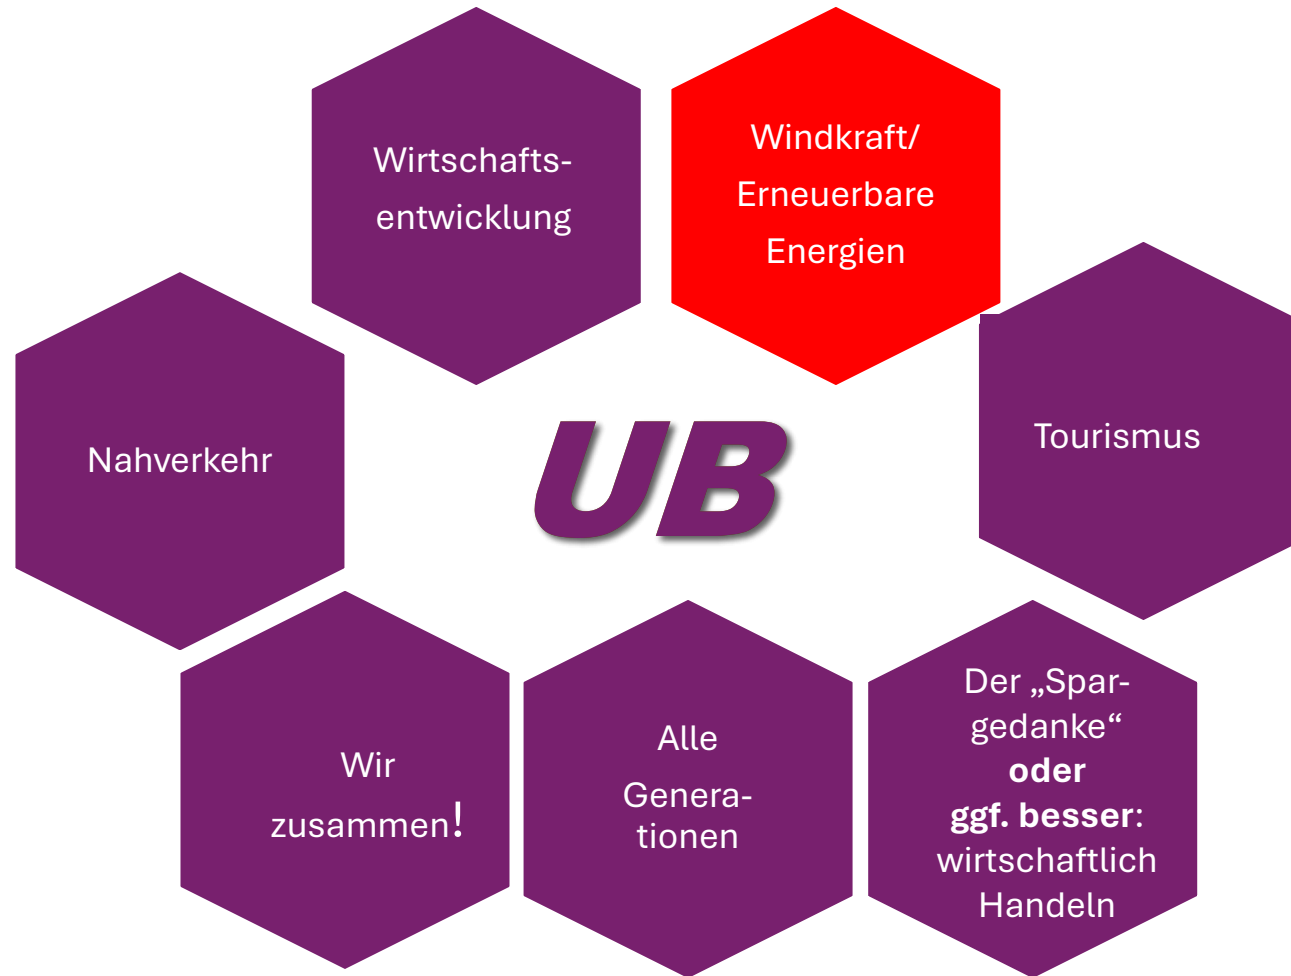 Wirtschafts-
entwicklung
Windkraft/
Erneuerbare
Energien
Nahverkehr
UB
Tourismus
Wir
zusammen!
Alle
Genera-
tionen
Der „Spar-
gedanke“
oder
ggf. besser:
wirtschaftlich
Handeln